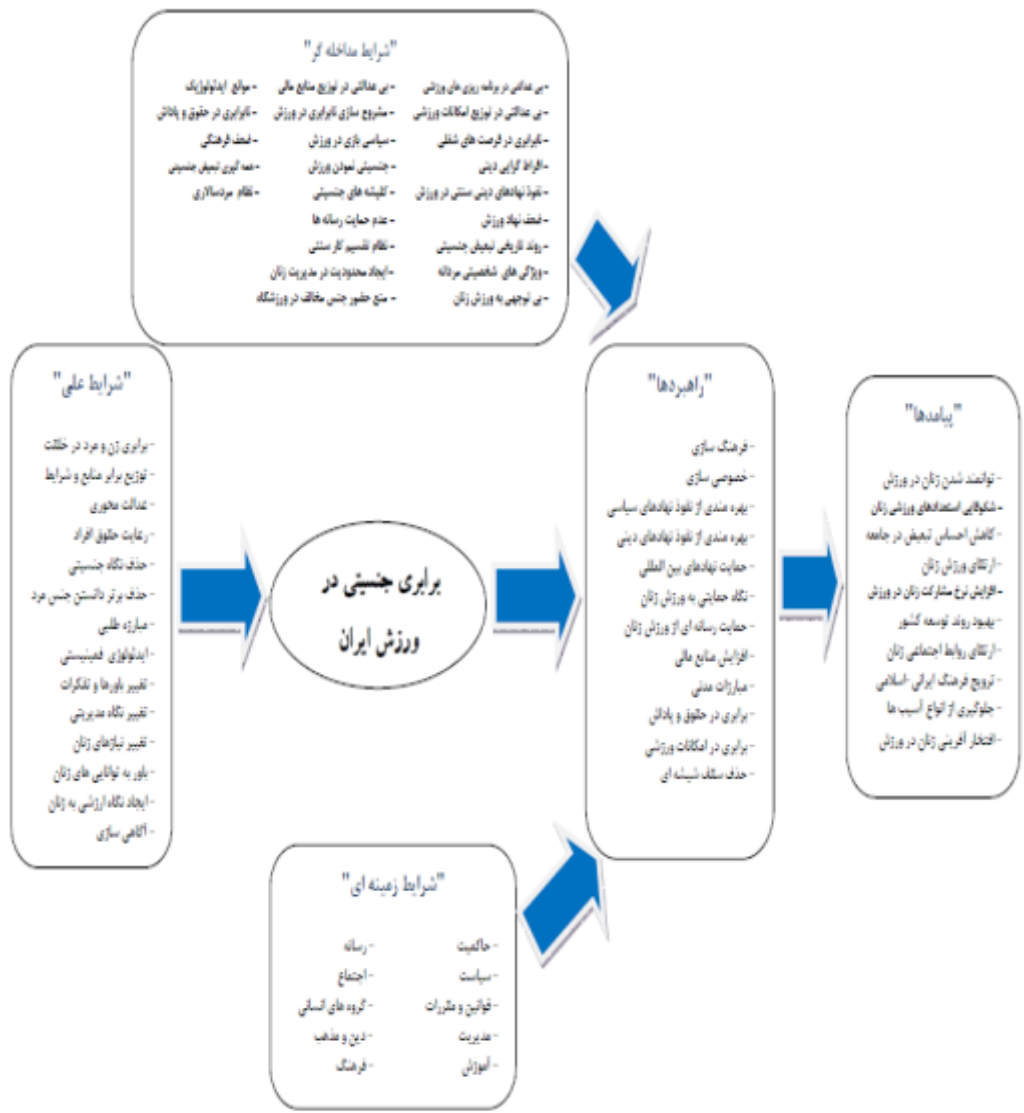 "شرایط مداخله گر"
- بی عدالتی در برنامه ریزی های ورزشی
- بی عدالتی در توزیع امکانات ورزشی
- نابرابری در فرصت های شغلی
- افراط گرایی دینی
- نفوذ نهادهای دینی سنتی در ورزش
- ضعف نهاد ورزش
- روند تاریخی تبعیض جنسیتی
- ویژگی های شخصیتی مردانه
- بی توجهی به ورزش زنان
- بی عدالتی در توزیع منابع مالی
- مشروع سازی نابرابری در ورزش
- سیاسی بازی در ورزش
- جنسیتی نمودن ورزش
- کلیشه های جنسیتی
- عدم حمایت رسانه ها
- نظام تقسیم کار سنتی
- ایجاد محدودیت در مدیریت زنان
- منع حضور جنس مخالف در ورزشگاه
- موانع ایدئولوژیک
- نابرابری در حقوق و پاداش
- ضعف فرهنگی
- همه گیری تبعیض جنسیتی
- نظام مردسالاری
"شرایط علی"
- برابری زن و مرد در خلقت
- توزیع برابر منابع و شرایط
- عدالت محوری
- رعایت حقوق افراد
- حذف نگاه جنسیتی
- حذف برتر دانستن جنس مرد
- مبارزه طلبی
- ایدئولوژی فمینیستی
- تغییر باورها و تفکرات
- تغییر نگاه مدیریتی
- تغییر نیازهای زنان
- باور به توانایی های زنان
- ایجاد نگاه ارزشی به زنان
- آگاهی سازی
برابری جنسیتی در
ورزش ایران
"راهبردها"
- فرهنگ سازی
- خصوصی سازی
- بهره مندی از نفوذ نهادهای سیاسی
- بهره مندی از نفوذ نهادهای دینی
- حمایت نهادهای بین المللی
- نگاه حمایتی به ورزش زنان
- حمایت رسانه ای از ورزش زنان
- افزایش منابع مالی
- مبارزات مدنی
- برابری در حقوق و پاداش
- برابری در امکانات ورزشی
- حذف سقف شیشه ای
"پیامدها"
- توانمند شدن زنان در ورزش
- شکوفایی استعدادهای ورزشی زنان
- کاهش احساس تبعیض در جامعه
- ارتقای ورزش زنان
- افزایش نرخ مشارکت زنان در ورزش
- بهبود روند توسعه کشور
- ارتقای روابط اجتماعی زنان
- ترویج فرهنگ ایرانی-اسلامی
- جلوگیری از انواع آسیب ها
- افتخار آفرینی زنان در ورزش
"شرایط زمینه ای"
- حاکمیت
- سیاست
- قوانین و مقررات
- مدیریت
- آموزش
- رسانه
- اجتماع
- گروه های انسانی
- دین و مذهب
- فرهنگ